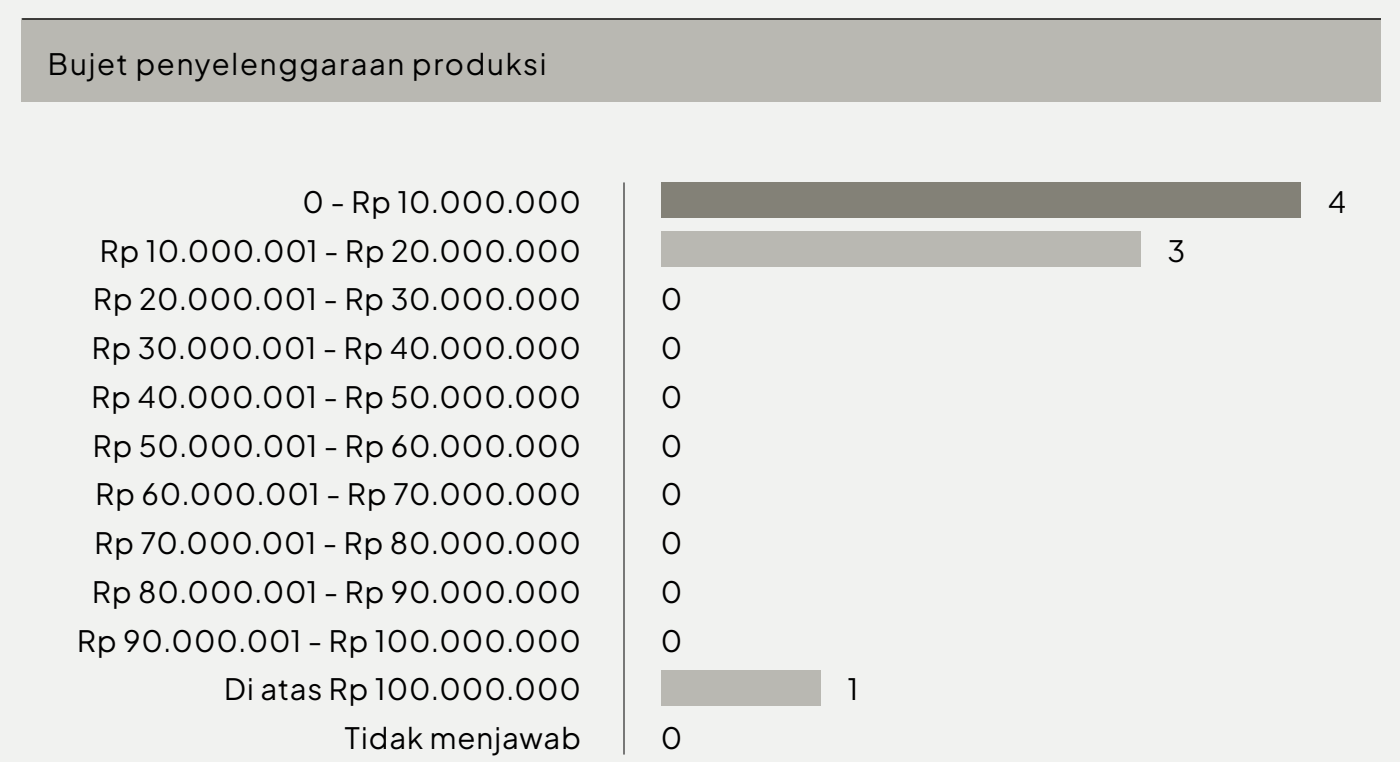 Bujet penyelenggaraan produksi
0 - Rp 10.000.000 4
Rp 10.000.001 - Rp 20.000.000 3
Rp 20.000.001 - Rp 30.000.000 0
Rp 30.000.001 - Rp 40.000.000 0
Rp 40.000.001 - Rp 50.000.000 0
Rp 50.000.001 - Rp 60.000.000 0
Rp 60.000.001 - Rp 70.000.000 0
Rp 70.000.001 - Rp 80.000.000 0
Rp 80.000.001 - Rp 90.000.000 0
Rp 90.000.001 - Rp 100.000.000 0
Di atas Rp 100.000.000 1
Tidak menjawab 0